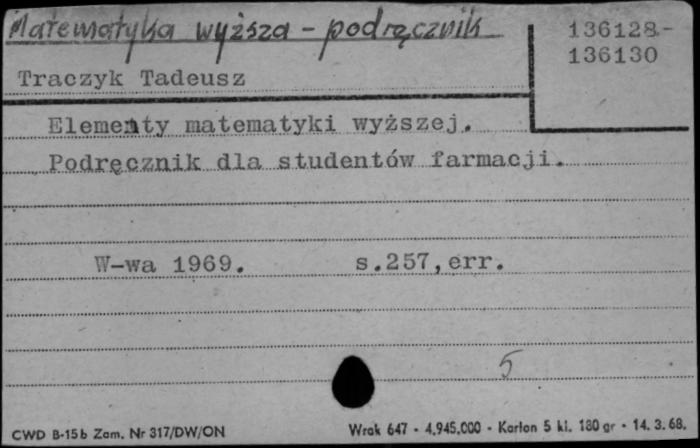 Matematyka wyższa - podręcznik
136128-
136130
Traczyk Tadeusz
Elementy matematyki wyższej.
Podręcznik dla studentów farmacji.
W-wa 1969. s.257,err.
5
CWD B-15b Zam. Nr 317/DW/ON Wrak 647 - 4.945.000 - Karton 5 kl. 180 gr - 14.3.68.